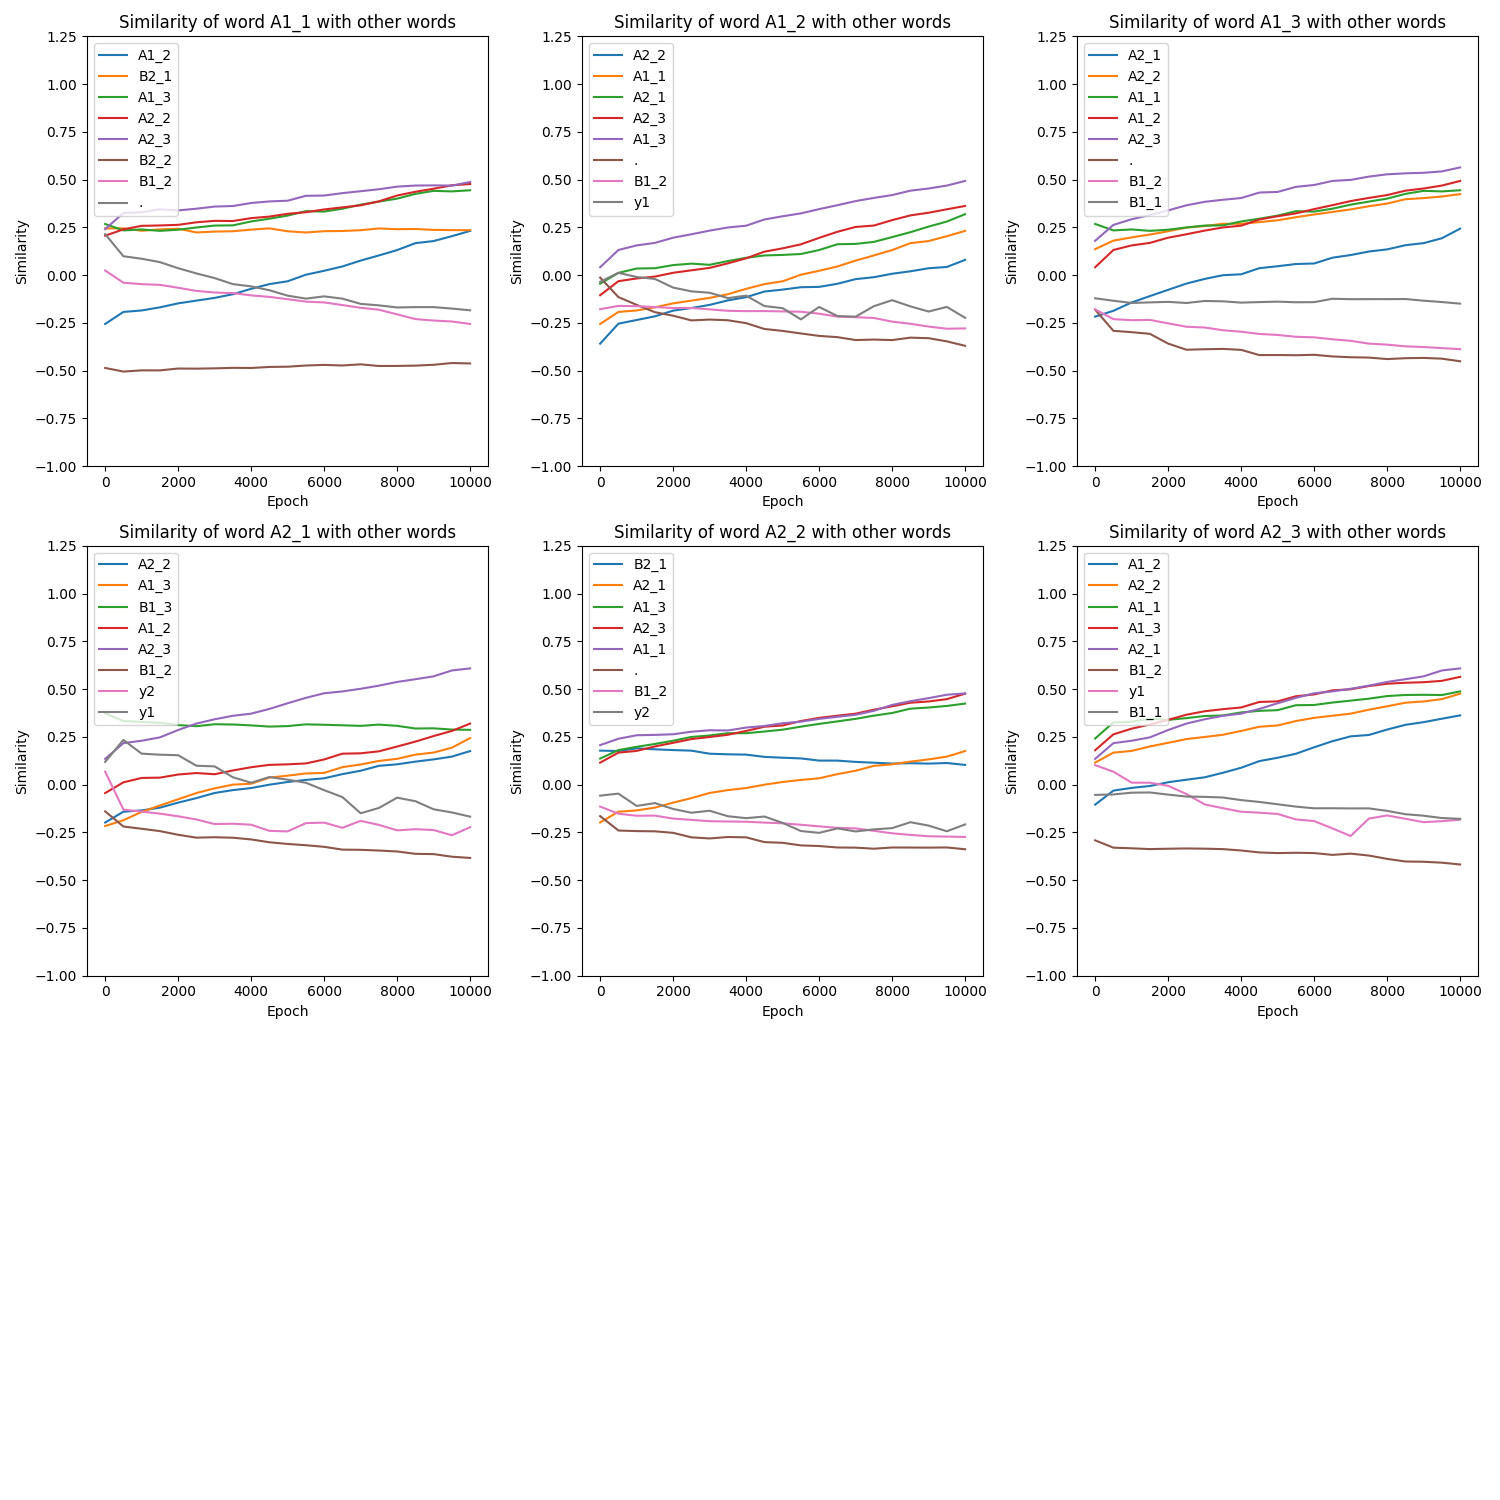 Similarity of word A1_1 with other words
1.25
1.00
0.75
0.50
0.25
0.00
−0.25
−0.50
−0.75
−1.00
Similarity
A1_2
B2_1
A1_3
A2_2
A2_3
B2_2
B1_2
.
0 2000 4000 6000 8000 10000
Epoch
Similarity of word A1_2 with other words
1.25
1.00
0.75
0.50
0.25
0.00
−0.25
−0.50
−0.75
−1.00
Similarity
A2_2
A1_1
A2_1
A2_3
A1_3
.
B1_2
y1
0 2000 4000 6000 8000 10000
Epoch
Similarity of word A1_3 with other words
1.25
1.00
0.75
0.50
0.25
0.00
−0.25
−0.50
−0.75
−1.00
Similarity
A2_1
A2_2
A1_1
A1_2
A2_3
.
B1_2
B1_1
0 2000 4000 6000 8000 10000
Epoch
Similarity of word A2_1 with other words
1.25
1.00
0.75
0.50
0.25
0.00
−0.25
−0.50
−0.75
−1.00
Similarity
A2_2
A1_3
B1_3
A1_2
A2_3
B1_2
y2
y1
0 2000 4000 6000 8000 10000
Epoch
Similarity of word A2_2 with other words
1.25
1.00
0.75
0.50
0.25
0.00
−0.25
−0.50
−0.75
−1.00
Similarity
B2_1
A2_1
A1_3
A2_3
A1_1
.
B1_2
y2
0 2000 4000 6000 8000 10000
Epoch
Similarity of word A2_3 with other words
1.25
1.00
0.75
0.50
0.25
0.00
−0.25
−0.50
−0.75
−1.00
Similarity
A1_2
A2_2
A1_1
A1_3
A2_1
B1_2
y1
B1_1
0 2000 4000 6000 8000 10000
Epoch